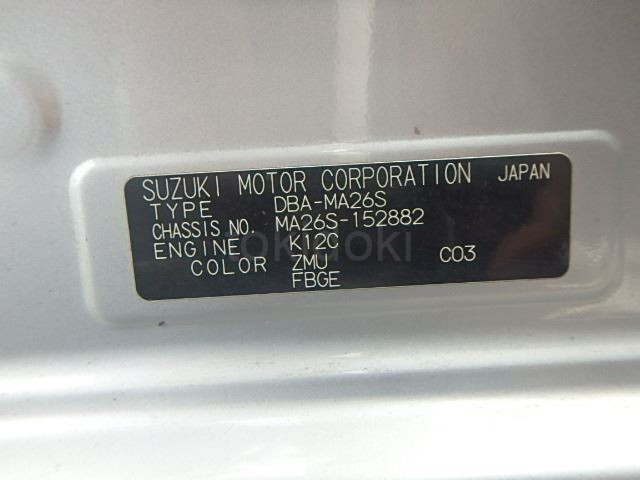 SUZUKI MOTOR CORPORATION JAPAN
TYPE DBA-MA26S
CHASSIS NO. MA26S-152882
ENGINE K12C
COLOR ZMU C03
FBGE